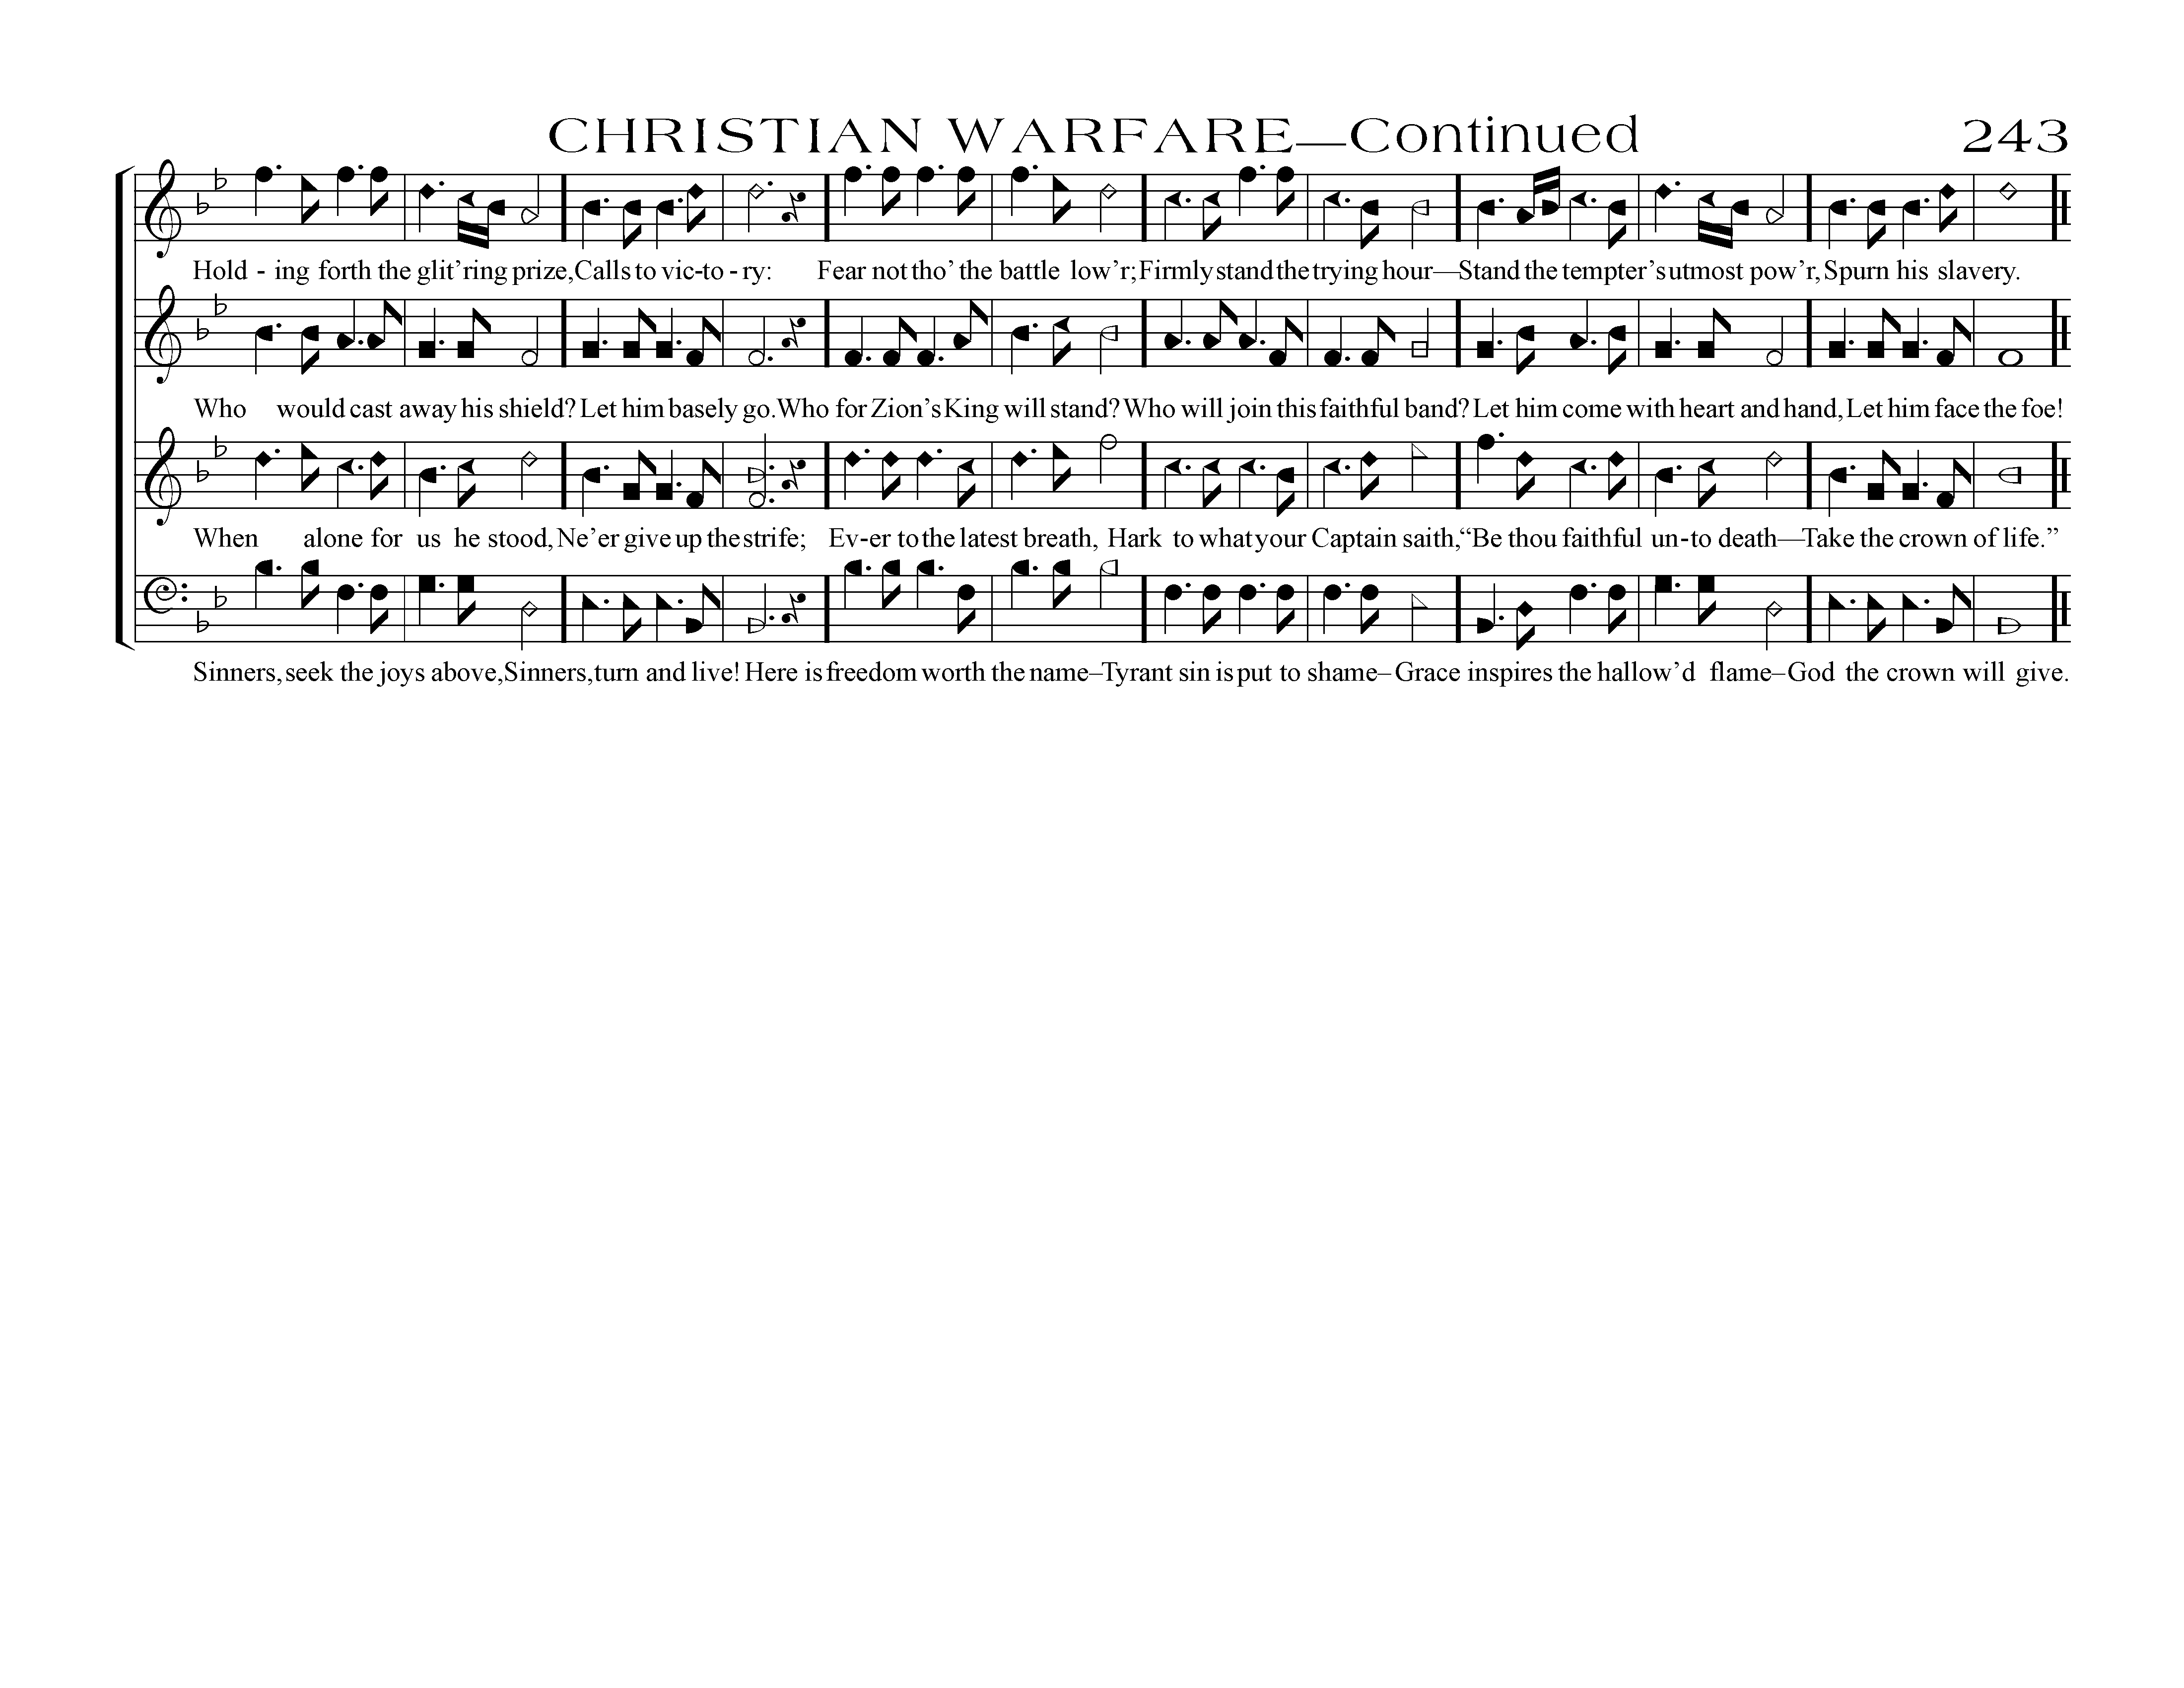 CHRISTIAN WARFARE—Continued 243
Hold - ing forth the glit’ring prize, Calls to vic-to - ry: Fear not tho’ the battle low’r; Firmly stand the trying hour—Stand the tempter’s utmost pow’r, Spurn his slavery.
Who would cast away his shield? Let him basely go. Who for Zion’s King will stand? Who will join this faithful band? Let him come with heart and hand, Let him face the foe!
When alone for us he stood, Ne’er give up the strife; Ev-er to the latest breath, Hark to what your Captain saith, “Be thou faithful un-to death—Take the crown of life.”
Sinners, seek the joys above, Sinners, turn and live! Here is freedom worth the name–Tyrant sin is put to shame–Grace inspires the hallow’d flame–God the crown will give.